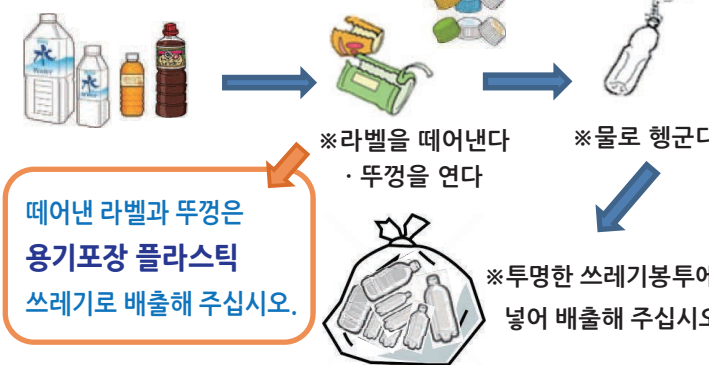 水
水
※라벨을 떼어낸다
· 뚜껑을 연다
※물로 헹군다
떼어낸 라벨과 뚜껑은
용기포장 플라스틱
쓰레기로 배출해 주십시오.
※투명한 쓰레기봉투에
넣어 배출해 주십시오